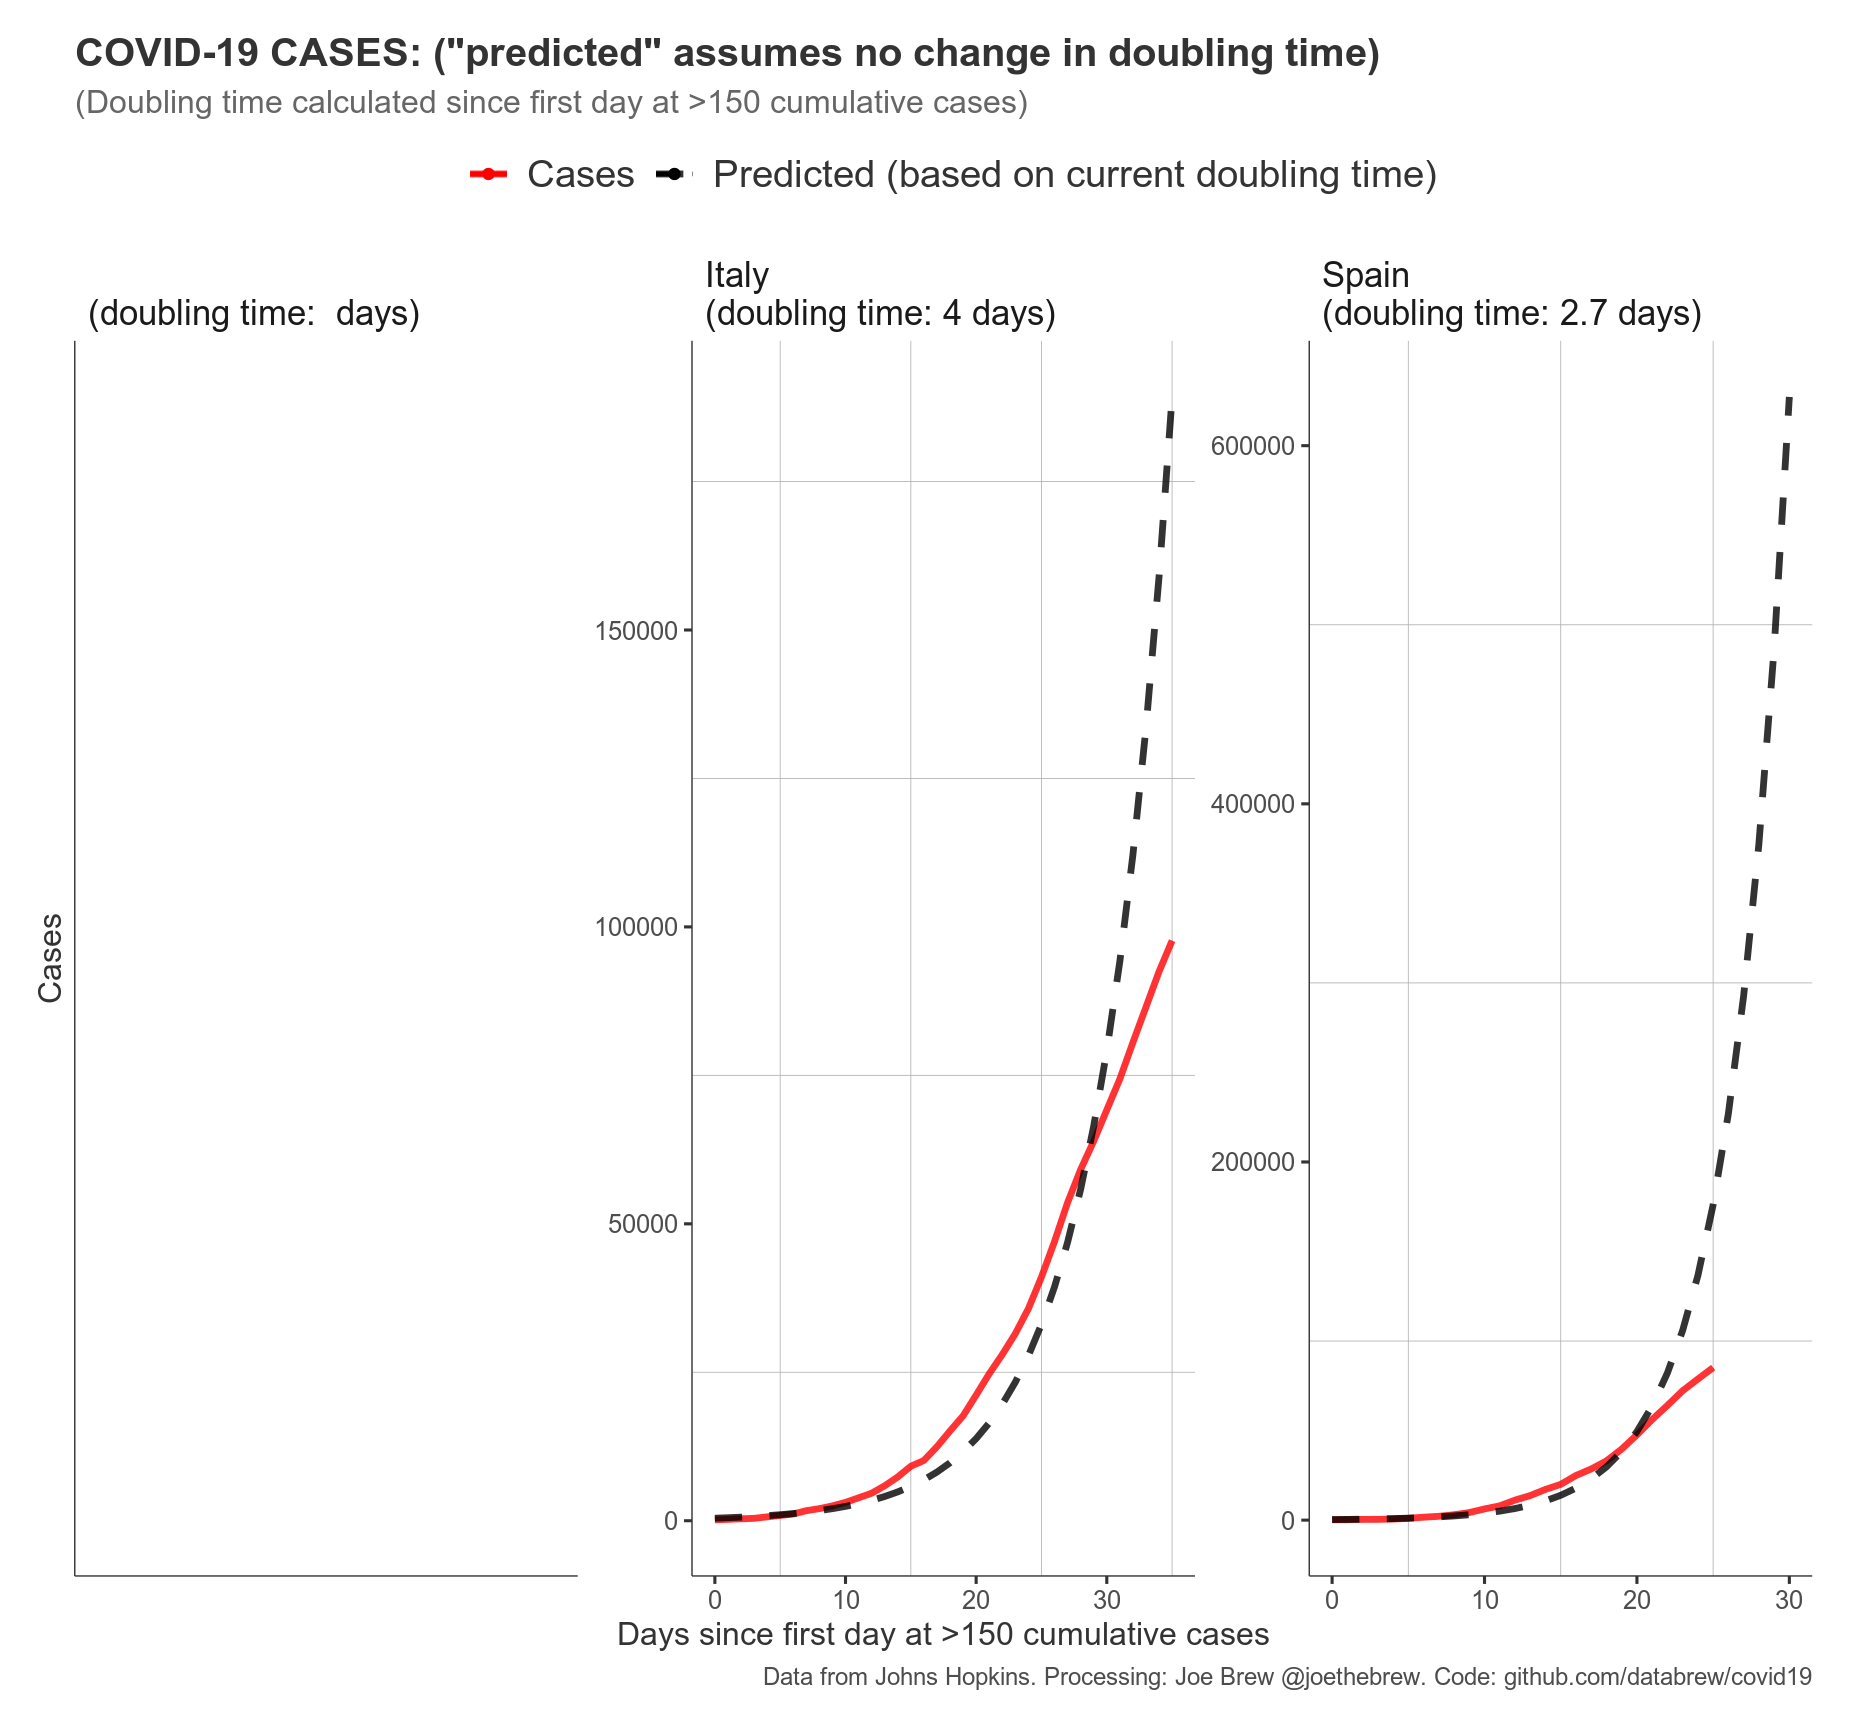 COVID-19 CASES: ("predicted" assumes no change in doubling time)
(Doubling time calculated since first day at >150 cumulative cases)
Cases
Predicted (based on current doubling time)
(doubling time:  days)
Italy
(doubling time: 4 days)
Spain
(doubling time: 2.7 days)
Cases
150000
100000
50000
0
600000
400000
200000
0
0 10 20 30
0 10 20 30
Days since first day at >150 cumulative cases
Data from Johns Hopkins. Processing: Joe Brew @joethebrew. Code: github.com/databrew/covid19